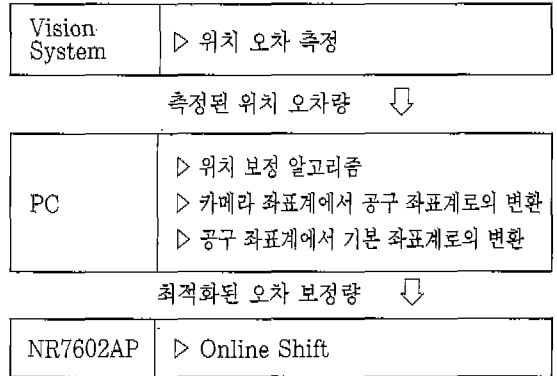 Vision
System
▷ 위치 오차 측정
측정된 위치 오차량
PC
▷ 위치 보정 알고리즘
▷ 카메라 좌표계에서 공구 좌표계로의 변환
▷ 공구 좌표계에서 기본 좌표계로의 변환
최적화된 오차 보정량
NR7602AP
▷ Online Shift